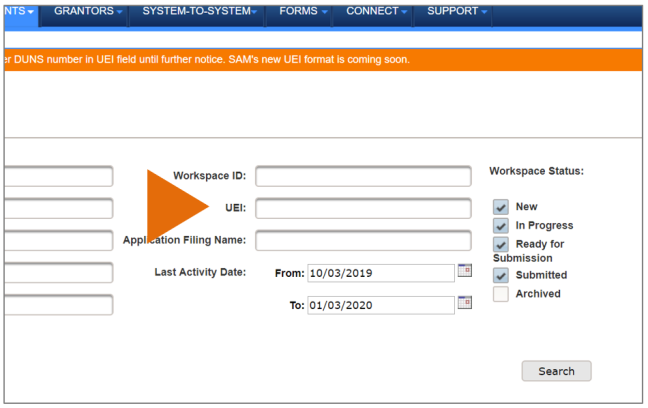 GRANTORS SYSTEM-TO-SYSTEM FORMS CONNECT SUPPORT
DUNS number in UEI field until further notice. SAM's new UEI format is coming soon.
Workspace ID:
Workspace Status:
UEI:
New
In Progress
Application Filing Name:
Ready for
Submission
Last Activity Date: From: 10/03/2019
Submitted
Archived
To: 01/03/2020
Search